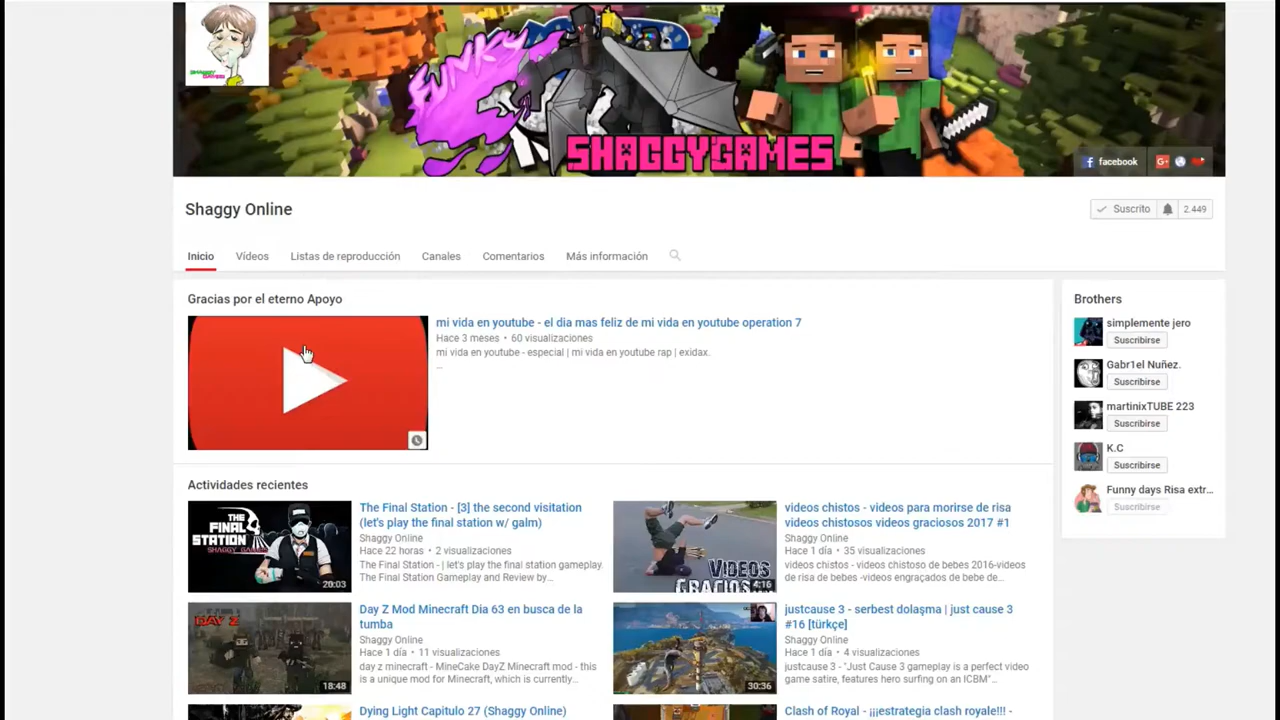 SHAGGY GAMES
SHAGGYGAMES
facebook
Shaggy Online
Suscrito 2.449
Inicio Vídeos Listas de reproducción Canales Comentarios Más información
Gracias por el eterno Apoyo
mi vida en youtube - el dia mas feliz de mi vida en youtube operation 7
Hace 3 meses • 60 visualizaciones
mi vida en youtube - especial | mi vida en youtube rap | exidax.
...
Brothers
simplemente jero
Suscribirse
Gabr1el Nuñez.
Suscribirse
martinixTUBE 223
Suscribirse
K.C
Suscribirse
Funny days Risa extr...
Suscribirse
Actividades recientes
THE FINAL STATION
SHAGGY GAMES
20:03
The Final Station - [3] the second visitation
(let's play the final station w/ galm)
Shaggy Online
Hace 22 horas • 2 visualizaciones
The Final Station - | let's play the final station gameplay.
The Final Station Gameplay and Review by...
VIDEOS
GRACIOS
4:16
videos chistos - videos para morirse de risa
videos chistosos videos graciosos 2017 #1
Shaggy Online
Hace 1 día • 35 visualizaciones
videos chistos - videos chistoso de bebes 2016-videos
de risa de bebes -videos engraçados de bebe de...
DAY Z
18:48
Day Z Mod Minecraft Dia 63 en busca de la
tumba
Shaggy Online
Hace 1 día • 11 visualizaciones
day z minecraft - MineCake DayZ Minecraft mod - this
is a unique mod for Minecraft, which is currently...
30:36
justcause 3 - serbest dolaşma | just cause 3
#16 [türkçe]
Shaggy Online
Hace 1 día • 4 visualizaciones
justcause 3 - "Just Cause 3 gameplay is a perfect video
game satire, features hero surfing on an ICBM"...
Dying Light Capitulo 27 (Shaggy Online)
Clash of Royal - ¡¡¡estrategia clash royale!!! -